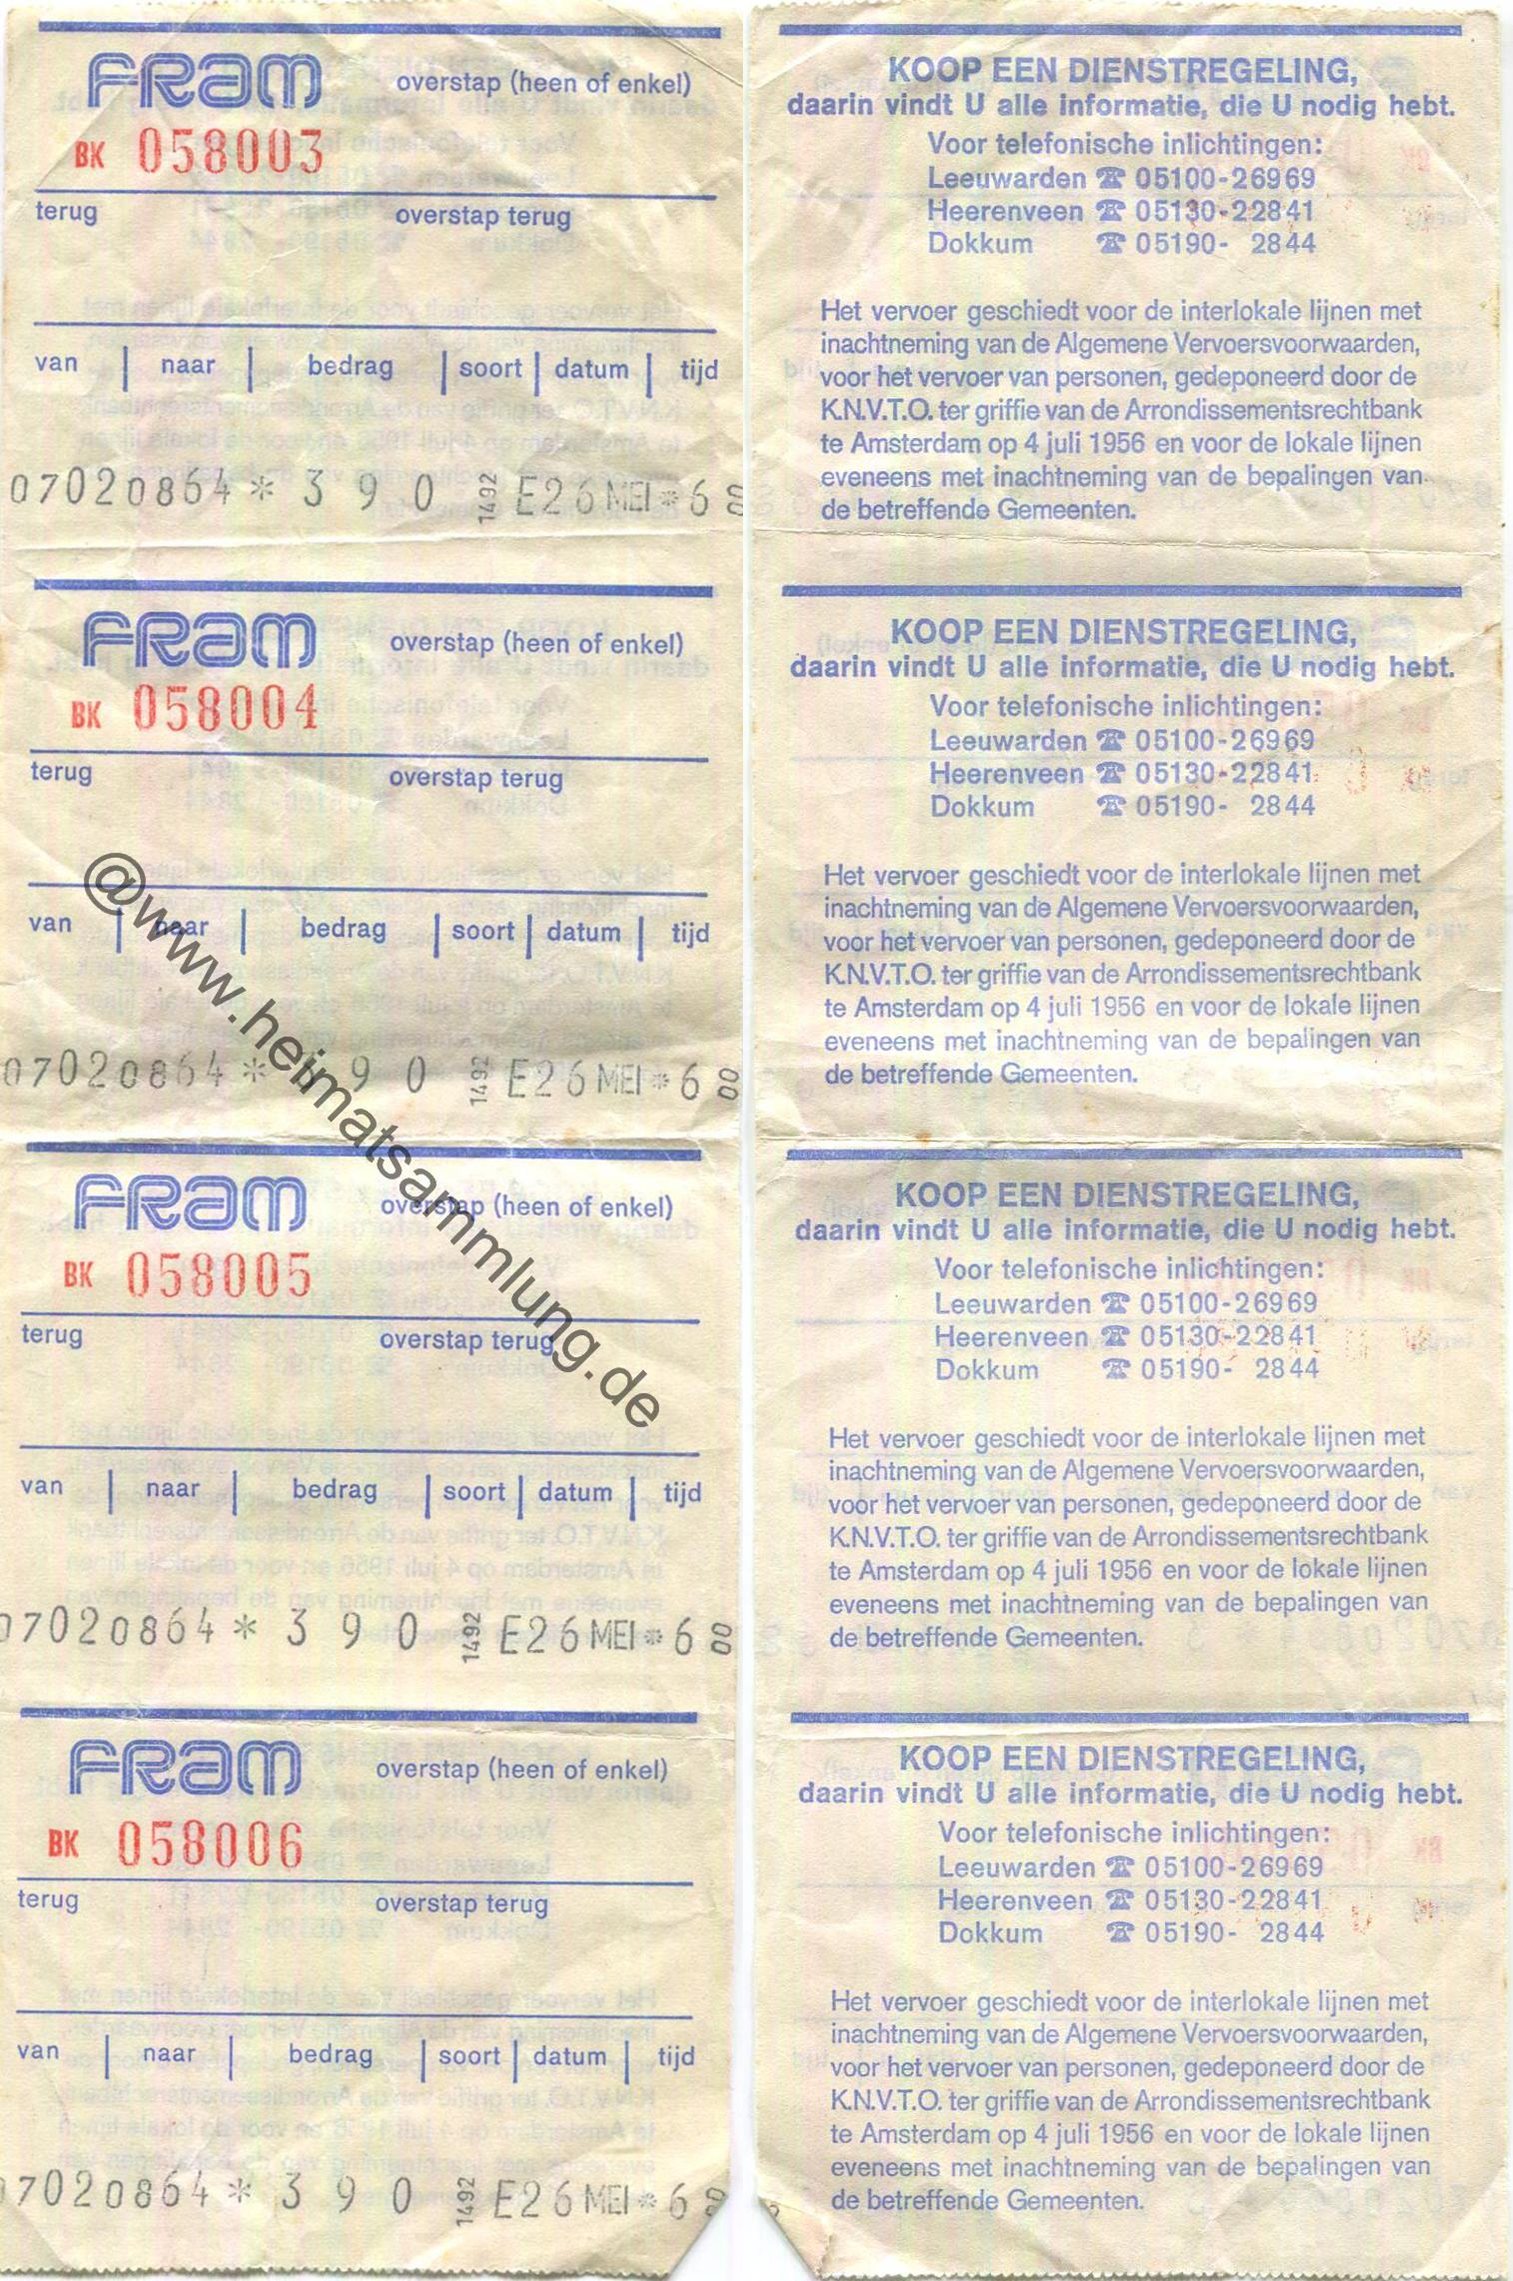 FRAM overstap (heen of enkel)
BK 058003
terug overstap terug
van | naar | bedrag | soort | datum | tijd
07020864 * 3 9 0 1492 E26 MEI * 6 8
FRAM overstap (heen of enkel)
BK 058004
terug overstap terug
van | naar | bedrag | soort | datum | tijd
07020864 * 9 0 1492 E26 MEI * 6 00
@www.heimatsammlung.de
FRAM overstap (heen of enkel)
BK 058005
terug overstap terug
van | naar | bedrag | soort | datum | tijd
07020864 * 3 9 0 1492 E26 MEI * 6 00
FRAM overstap (heen of enkel)
BK 058006
terug overstap terug
van | naar | bedrag | soort | datum | tijd
07020864 * 3 9 0 1492 E26 MEI * 6
KOOP EEN DIENSTREGELING,
daarin vindt U alle informatie, die U nodig hebt.
Voor telefonische inlichtingen:
Leeuwarden ☎ 05100-26969
Heerenveen ☎ 05130-22841
Dokkum ☎ 05190- 2844
Het vervoer geschiedt voor de interlokale lijnen met
inachtneming van de Algemene Vervoersvoorwaarden,
voor het vervoer van personen, gedeponeerd door de
K.N.V.T.O. ter griffie van de Arrondissementsrechtbank
te Amsterdam op 4 juli 1956 en voor de lokale lijnen
eveneens met inachtneming van de bepalingen van
de betreffende Gemeenten.
KOOP EEN DIENSTREGELING,
daarin vindt U alle informatie, die U nodig hebt.
Voor telefonische inlichtingen:
Leeuwarden ☎ 05100-26969
Heerenveen ☎ 05130-22841
Dokkum ☎ 05190- 2844
Het vervoer geschiedt voor de interlokale lijnen met
inachtneming van de Algemene Vervoersvoorwaarden,
voor het vervoer van personen, gedeponeerd door de
K.N.V.T.O. ter griffie van de Arrondissementsrechtbank
te Amsterdam op 4 juli 1956 en voor de lokale lijnen
eveneens met inachtneming van de bepalingen van
de betreffende Gemeenten.
KOOP EEN DIENSTREGELING,
daarin vindt U alle informatie, die U nodig hebt.
Voor telefonische inlichtingen:
Leeuwarden ☎ 05100-26969
Heerenveen ☎ 05130-22841
Dokkum ☎ 05190- 2844
Het vervoer geschiedt voor de interlokale lijnen met
inachtneming van de Algemene Vervoersvoorwaarden,
voor het vervoer van personen, gedeponeerd door de
K.N.V.T.O. ter griffie van de Arrondissementsrechtbank
te Amsterdam op 4 juli 1956 en voor de lokale lijnen
eveneens met inachtneming van de bepalingen van
de betreffende Gemeenten.
KOOP EEN DIENSTREGELING,
daarin vindt U alle informatie, die U nodig hebt.
Voor telefonische inlichtingen:
Leeuwarden ☎ 05100-26969
Heerenveen ☎ 05130-22841
Dokkum ☎ 05190- 2844
Het vervoer geschiedt voor de interlokale lijnen met
inachtneming van de Algemene Vervoersvoorwaarden,
voor het vervoer van personen, gedeponeerd door de
K.N.V.T.O. ter griffie van de Arrondissementsrechtbank
te Amsterdam op 4 juli 1956 en voor de lokale lijnen
eveneens met inachtneming van de bepalingen van
de betreffende Gemeenten.